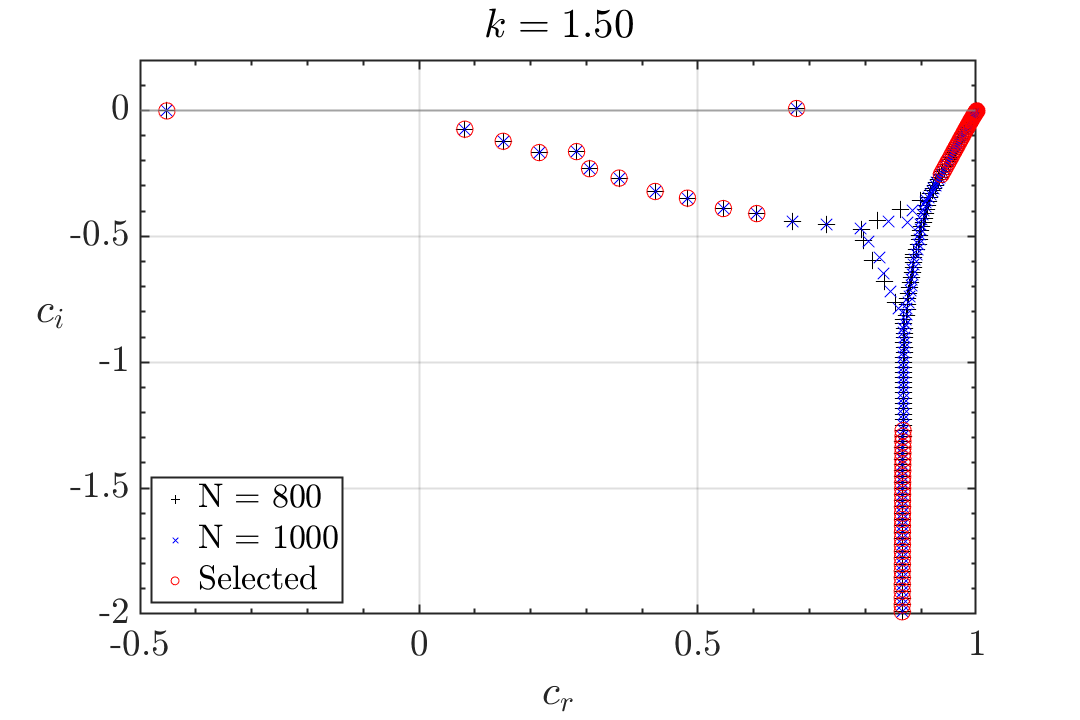 k = 1.50
0
-0.5
-1
-1.5
-2
c_i
N = 800
N = 1000
Selected
-0.5 0 0.5 1
c_r